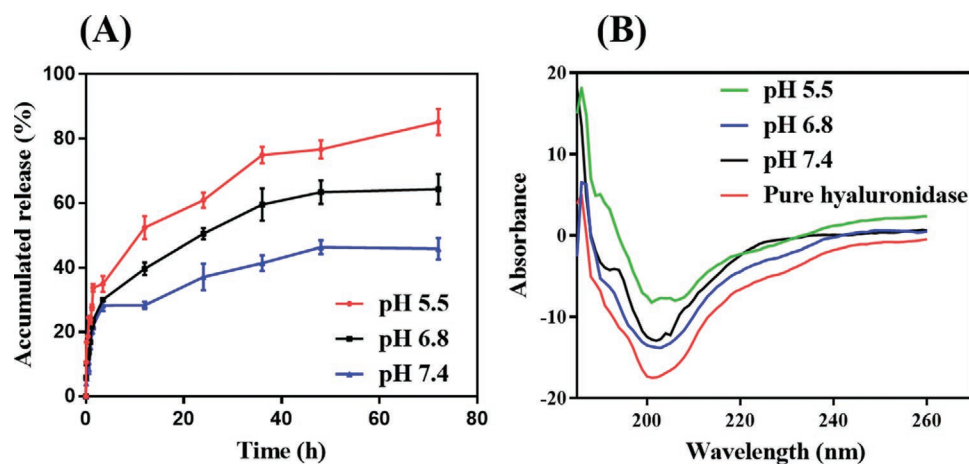 (A)
Accumulated release (%)
100
80
60
40
20
0
0 20 40 60 80
Time (h)
pH 5.5
pH 6.8
pH 7.4
(B)
Absorbance
20
10
0
-10
-20
200 220 240 260
Wavelength (nm)
pH 5.5
pH 6.8
pH 7.4
Pure hyaluronidase